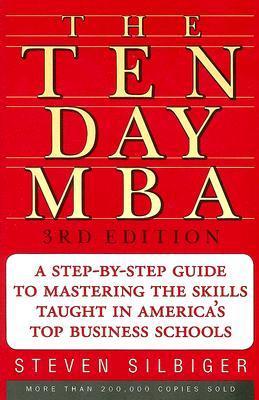 THE
TEN
DAY
MBA
3RD EDITION
A STEP-BY-STEP GUIDE
TO MASTERING THE SKILLS
TAUGHT IN AMERICA'S
TOP BUSINESS SCHOOLS
STEVEN SILBIGER
MORE THAN 200,000 COPIES SOLD